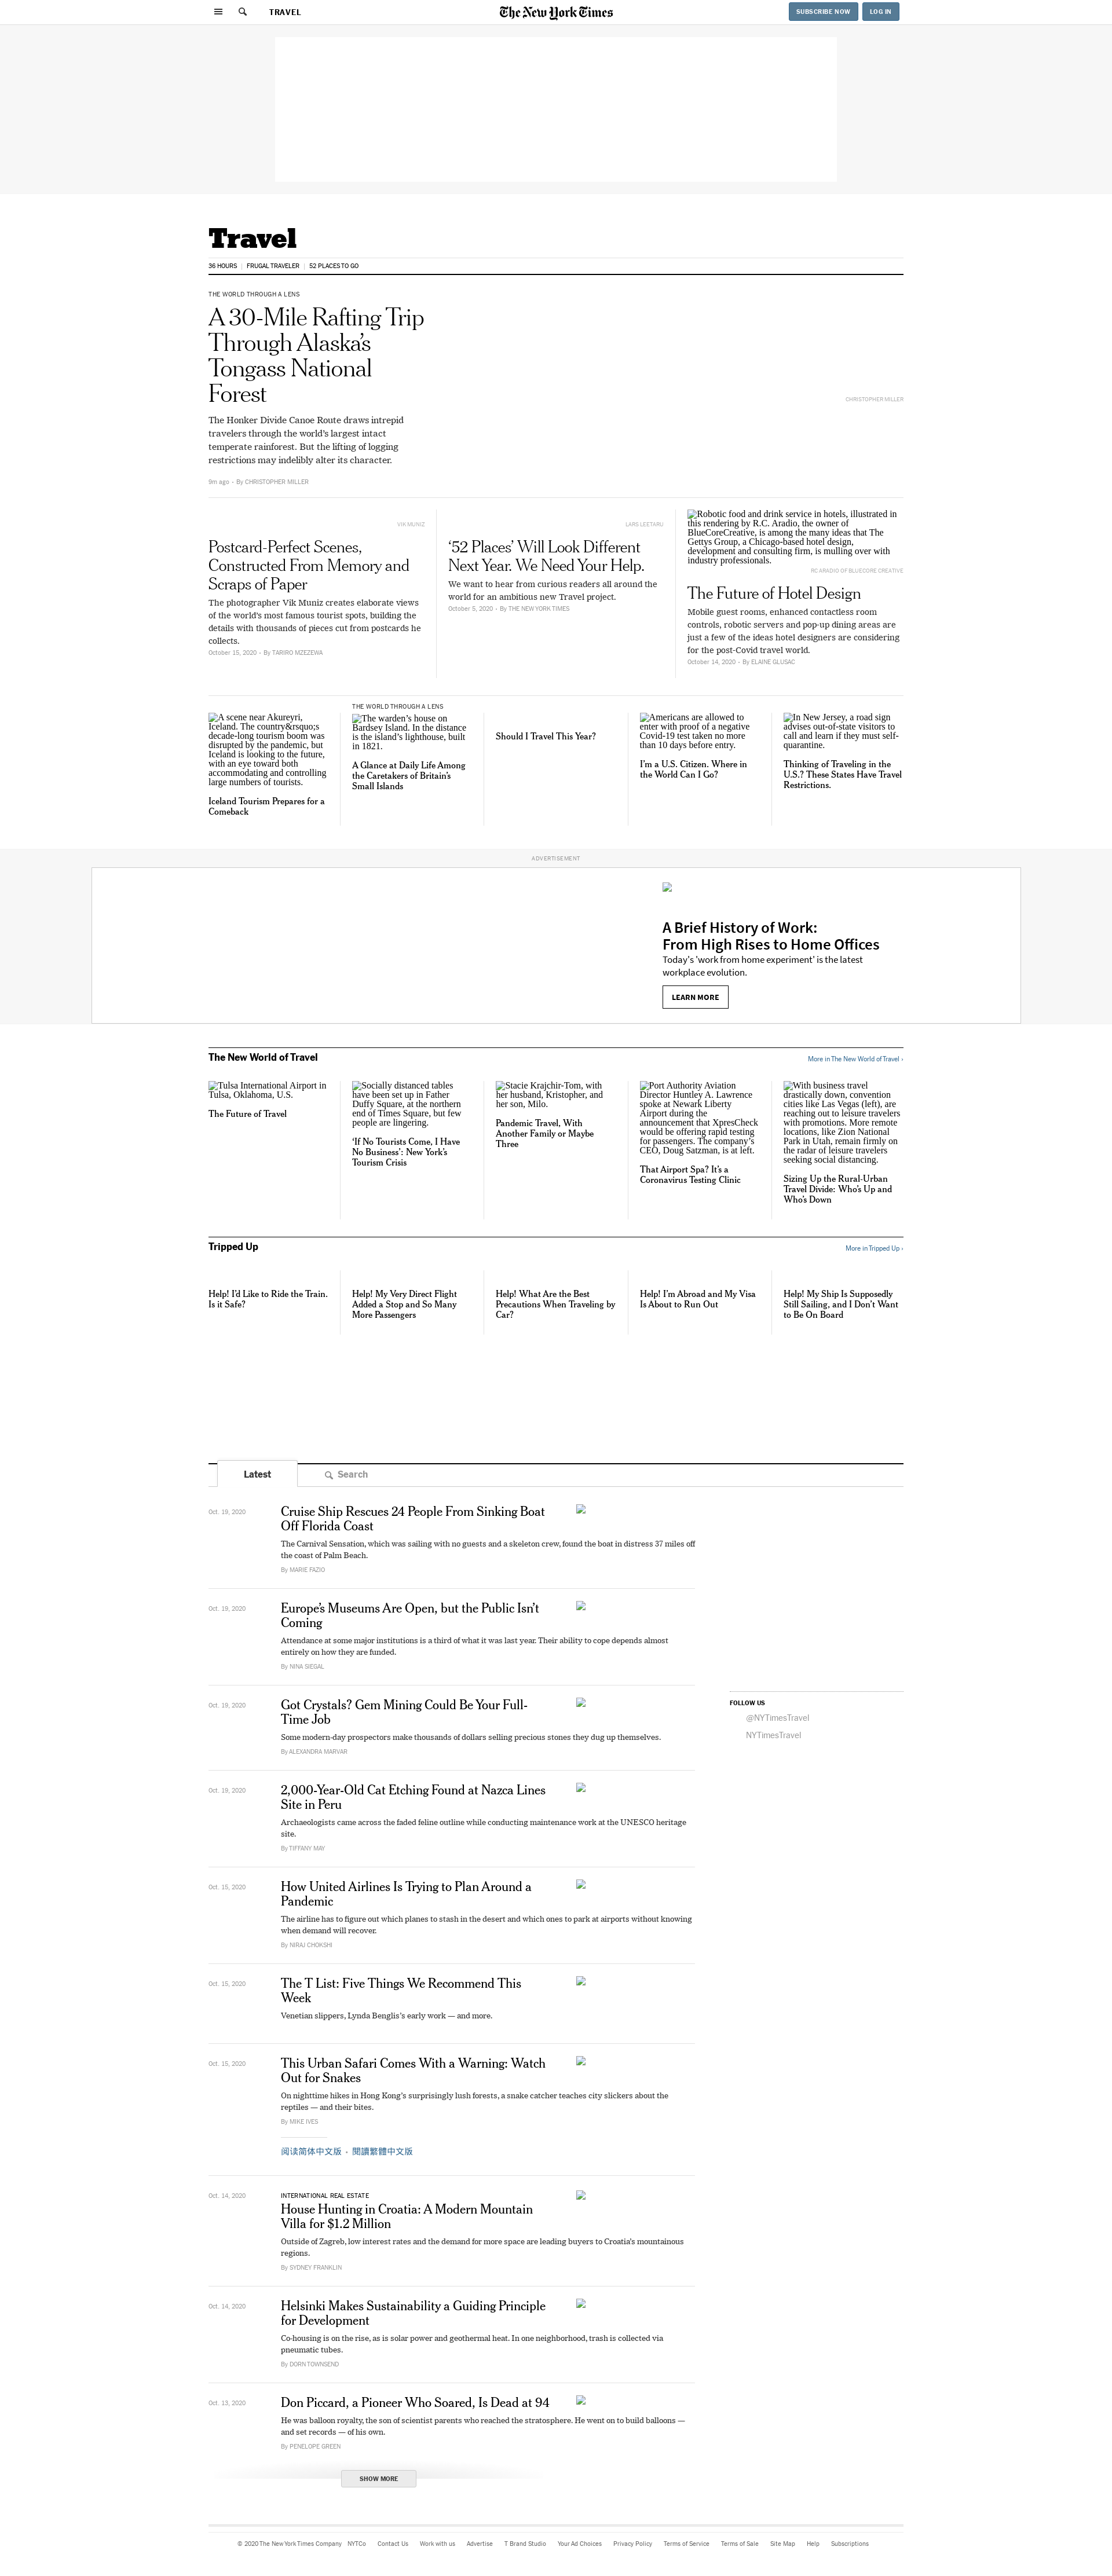 TRAVEL
The New York Times
SUBSCRIBE NOW
LOG IN
Travel
36 HOURS
FRUGAL TRAVELER
52 PLACES TO GO
THE WORLD THROUGH A LENS
A 30-Mile Rafting Trip
Through Alaska’s
Tongass National
Forest
CHRISTOPHER MILLER
The Honker Divide Canoe Route draws intrepid
travelers through the world’s largest intact
temperate rainforest. But the lifting of logging
restrictions may indelibly alter its character.
9m ago - By CHRISTOPHER MILLER
VIK MUNIZ
Postcard-Perfect Scenes,
Constructed From Memory and
Scraps of Paper
The photographer Vik Muniz creates elaborate views
of the world’s most famous tourist spots, building the
details with thousands of pieces cut from postcards he
collects.
October 15, 2020 - By TARIRO MZEZEWA
LARS LEETARU
‘52 Places’ Will Look Different
Next Year. We Need Your Help.
We want to hear from curious readers all around the
world for an ambitious new Travel project.
October 5, 2020 - By THE NEW YORK TIMES
Robotic food and drink service in hotels, illustrated in
this rendering by R.C. Aradio, the owner of
BlueCoreCreative, is among the many ideas that The
Gettys Group, a Chicago-based hotel design,
development and consulting firm, is mulling over with
industry professionals.
RC ARADIO OF BLUECORE CREATIVE
The Future of Hotel Design
Mobile guest rooms, enhanced contactless room
controls, robotic servers and pop-up dining areas are
just a few of the ideas hotel designers are considering
for the post-Covid travel world.
October 14, 2020 - By ELAINE GLUSAC
A scene near Akureyri,
Iceland. The country&rsquo;s
decade-long tourism boom was
disrupted by the pandemic, but
Iceland is looking to the future,
with an eye toward both
accommodating and controlling
large numbers of tourists.
Iceland Tourism Prepares for a
Comeback
THE WORLD THROUGH A LENS
The warden’s house on
Bardsey Island. In the distance
is the island’s lighthouse, built
in 1821.
A Glance at Daily Life Among
the Caretakers of Britain’s
Small Islands
Should I Travel This Year?
Americans are allowed to
enter with proof of a negative
Covid-19 test taken no more
than 10 days before entry.
I’m a U.S. Citizen. Where in
the World Can I Go?
In New Jersey, a road sign
advises out-of-state visitors to
call and learn if they must self-
quarantine.
Thinking of Traveling in the
U.S.? These States Have Travel
Restrictions.
ADVERTISEMENT
A Brief History of Work:
From High Rises to Home Offices
Today's 'work from home experiment' is the latest
workplace evolution.
LEARN MORE
The New World of Travel
More in The New World of Travel ›
Tulsa International Airport in
Tulsa, Oklahoma, U.S.
The Future of Travel
Socially distanced tables
have been set up in Father
Duffy Square, at the northern
end of Times Square, but few
people are lingering.
‘If No Tourists Come, I Have
No Business’: New York’s
Tourism Crisis
Stacie Krajchir-Tom, with
her husband, Kristopher, and
her son, Milo.
Pandemic Travel, With
Another Family or Maybe
Three
Port Authority Aviation
Director Huntley A. Lawrence
spoke at Newark Liberty
Airport during the
announcement that XpresCheck
would be offering rapid testing
for passengers. The company’s
CEO, Doug Satzman, is at left.
That Airport Spa? It’s a
Coronavirus Testing Clinic
With business travel
drastically down, convention
cities like Las Vegas (left), are
reaching out to leisure travelers
with promotions. More remote
locations, like Zion National
Park in Utah, remain firmly on
the radar of leisure travelers
seeking social distancing.
Sizing Up the Rural-Urban
Travel Divide: Who’s Up and
Who’s Down
Tripped Up
More in Tripped Up ›
Help! I’d Like to Ride the Train.
Is it Safe?
Help! My Very Direct Flight
Added a Stop and So Many
More Passengers
Help! What Are the Best
Precautions When Traveling by
Car?
Help! I’m Abroad and My Visa
Is About to Run Out
Help! My Ship Is Supposedly
Still Sailing, and I Don’t Want
to Be On Board
Latest
Search
Oct. 19, 2020
Cruise Ship Rescues 24 People From Sinking Boat
Off Florida Coast
The Carnival Sensation, which was sailing with no guests and a skeleton crew, found the boat in distress 37 miles off
the coast of Palm Beach.
By MARIE FAZIO
Oct. 19, 2020
Europe’s Museums Are Open, but the Public Isn’t
Coming
Attendance at some major institutions is a third of what it was last year. Their ability to cope depends almost
entirely on how they are funded.
By NINA SIEGAL
Oct. 19, 2020
Got Crystals? Gem Mining Could Be Your Full-
Time Job
Some modern-day prospectors make thousands of dollars selling precious stones they dug up themselves.
By ALEXANDRA MARVAR
FOLLOW US
@NYTimesTravel
NYTimesTravel
Oct. 19, 2020
2,000-Year-Old Cat Etching Found at Nazca Lines
Site in Peru
Archaeologists came across the faded feline outline while conducting maintenance work at the UNESCO heritage
site.
By TIFFANY MAY
Oct. 15, 2020
How United Airlines Is Trying to Plan Around a
Pandemic
The airline has to figure out which planes to stash in the desert and which ones to park at airports without knowing
when demand will recover.
By NIRAJ CHOKSHI
Oct. 15, 2020
The T List: Five Things We Recommend This
Week
Venetian slippers, Lynda Benglis’s early work — and more.
Oct. 15, 2020
This Urban Safari Comes With a Warning: Watch
Out for Snakes
On nighttime hikes in Hong Kong’s surprisingly lush forests, a snake catcher teaches city slickers about the
reptiles — and their bites.
By MIKE IVES
阅读简体中文版 · 閱讀繁體中文版
Oct. 14, 2020
INTERNATIONAL REAL ESTATE
House Hunting in Croatia: A Modern Mountain
Villa for $1.2 Million
Outside of Zagreb, low interest rates and the demand for more space are leading buyers to Croatia’s mountainous
regions.
By SYDNEY FRANKLIN
Oct. 14, 2020
Helsinki Makes Sustainability a Guiding Principle
for Development
Co-housing is on the rise, as is solar power and geothermal heat. In one neighborhood, trash is collected via
pneumatic tubes.
By DORN TOWNSEND
Oct. 13, 2020
Don Piccard, a Pioneer Who Soared, Is Dead at 94
He was balloon royalty, the son of scientist parents who reached the stratosphere. He went on to build balloons —
and set records — of his own.
By PENELOPE GREEN
SHOW MORE
© 2020 The New York Times Company NYTCo Contact Us Work with us Advertise T Brand Studio Your Ad Choices Privacy Policy Terms of Service Terms of Sale Site Map Help Subscriptions